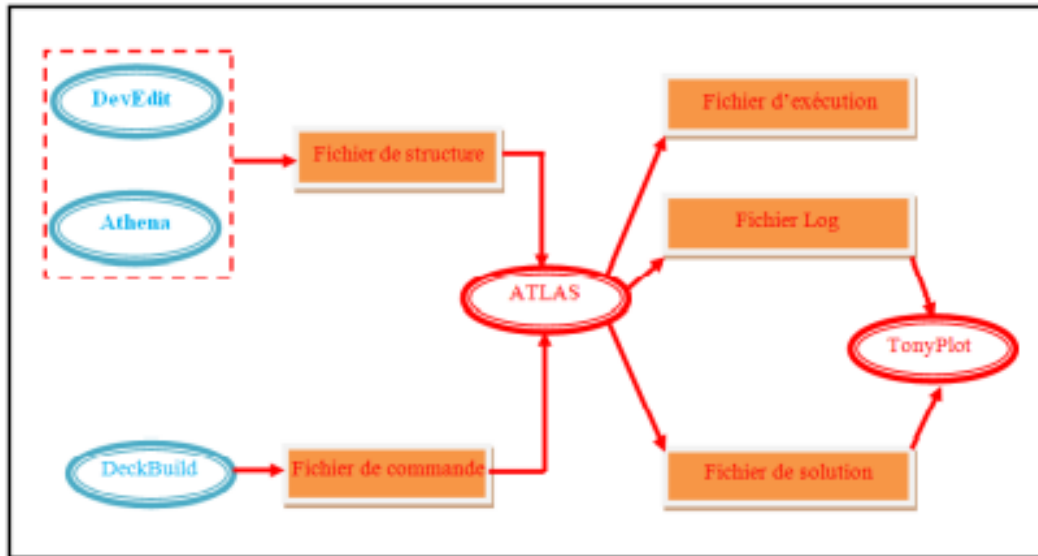 DevEdit
Athena
Fichier de structure
DeckBuild
Fichier de commande
ATLAS
Fichier d'exécution
Fichier Log
Fichier de solution
TonyPlot